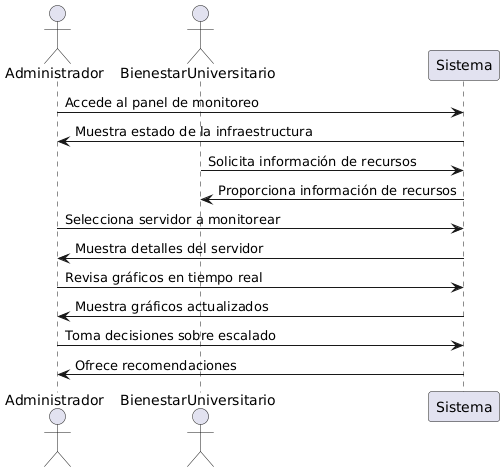 Administrador BienestarUniversitario Sistema
Accede al panel de monitoreo
Muestra estado de la infraestructura
Solicita información de recursos
Proporciona información de recursos
Selecciona servidor a monitorear
Muestra detalles del servidor
Revisa gráficos en tiempo real
Muestra gráficos actualizados
Toma decisiones sobre escalado
Ofrece recomendaciones
Administrador BienestarUniversitario Sistema